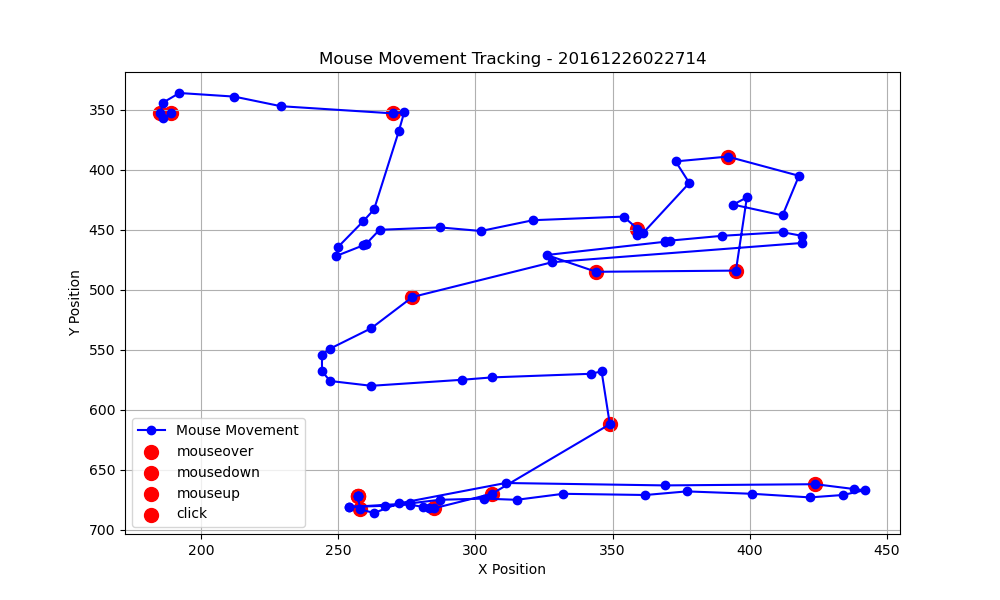 Mouse Movement Tracking - 20161226022714
350
400
450
500
550
600
650
700
Y Position
Mouse Movement
mouseover
mousedown
mouseup
click
200
250
300
350
400
450
X Position